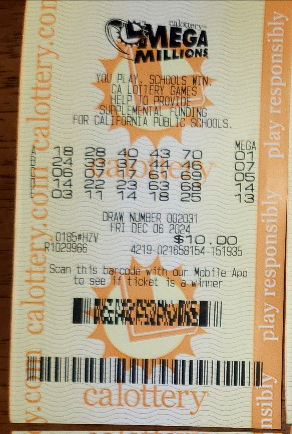 calottery
MEGA
MILLIONS
YOU PLAY. SCHOOLS WIN.
CA LOTTERY GAMES
HELP TO PROVIDE
SUPPLEMENTAL FUNDING
FOR CALIFORNIA PUBLIC SCHOOLS.
MEGA
18 28 40 43 70 01
24 33 37 44 46 07
06 07 17 61 69 05
14 22 23 63 68 14
03 11 14 18 25 13
DRAW NUMBER 002031
FRI DEC 06 2024
0185#HZV $10.00
R1029966 4219-021658154-151935
Scan this barcode with our Mobile App
to see if ticket is a winner
calottery
calottery.com
calottery.com
play responsibly
play responsibly